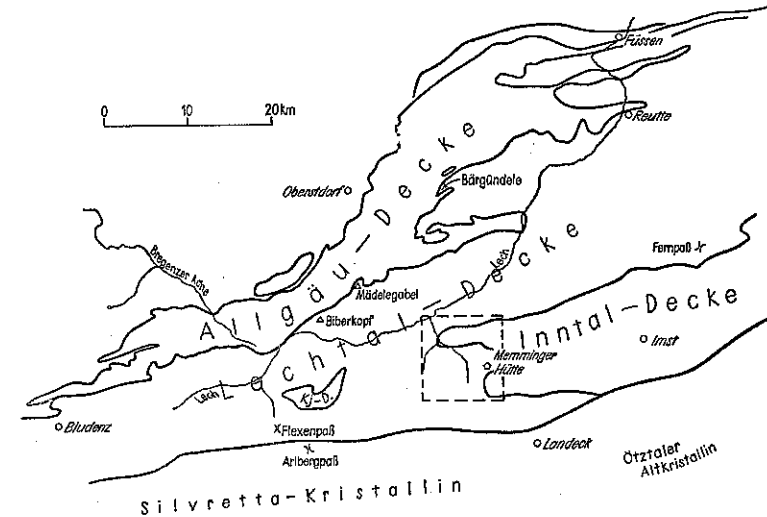 Füssen
0 10 20km
Reutte
Allgäu-Decke
Oberstdorf
Bärgündele
Bregenzer Ache
Lech
Fernpaß
Mädelegabel
Biberkopf
Lechtal-Decke
Inntal-Decke
Imst
Memminger
Hütte
Lech
K.-D.
Bludenz
Flexenpaß
Arlbergpaß
Landeck
Ötztaler
Altkristallin
Silvretta-Kristallin